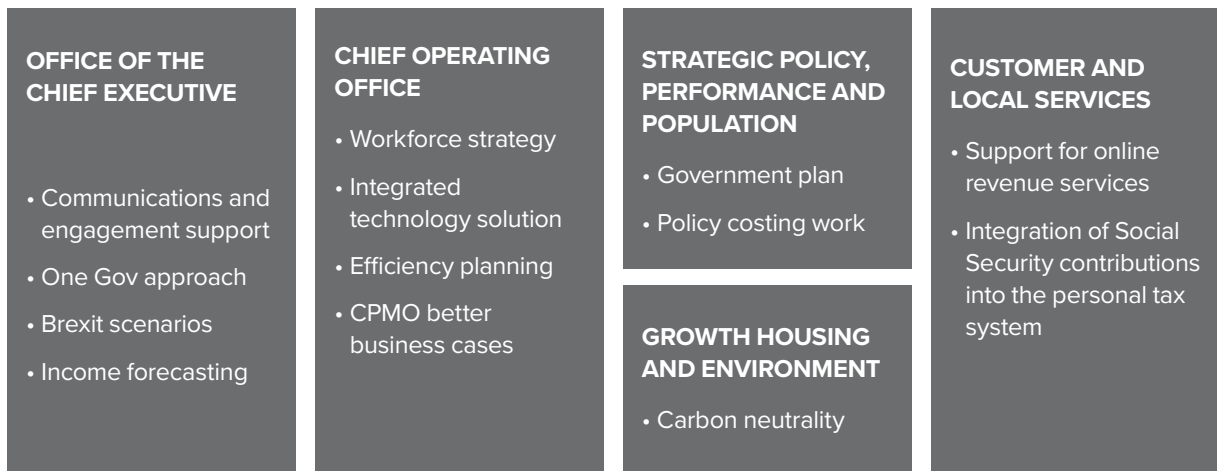 OFFICE OF THE
CHIEF EXECUTIVE
• Communications and
engagement support
• One Gov approach
• Brexit scenarios
• Income forecasting
CHIEF OPERATING
OFFICE
• Workforce strategy
• Integrated
technology solution
• Efficiency planning
• CPMO better
business cases
STRATEGIC POLICY,
PERFORMANCE AND
POPULATION
• Government plan
• Policy costing work
GROWTH HOUSING
AND ENVIRONMENT
• Carbon neutrality
CUSTOMER AND
LOCAL SERVICES
• Support for online
revenue services
• Integration of Social
Security contributions
into the personal tax
system